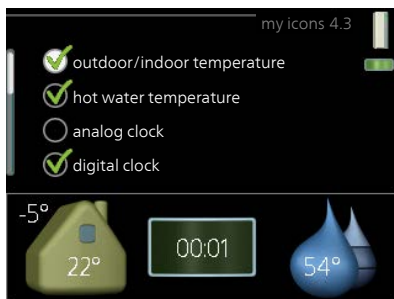 my icons 4.3
outdoor/indoor temperature
hot water temperature
analog clock
digital clock
-5°
22°
00:01
54°